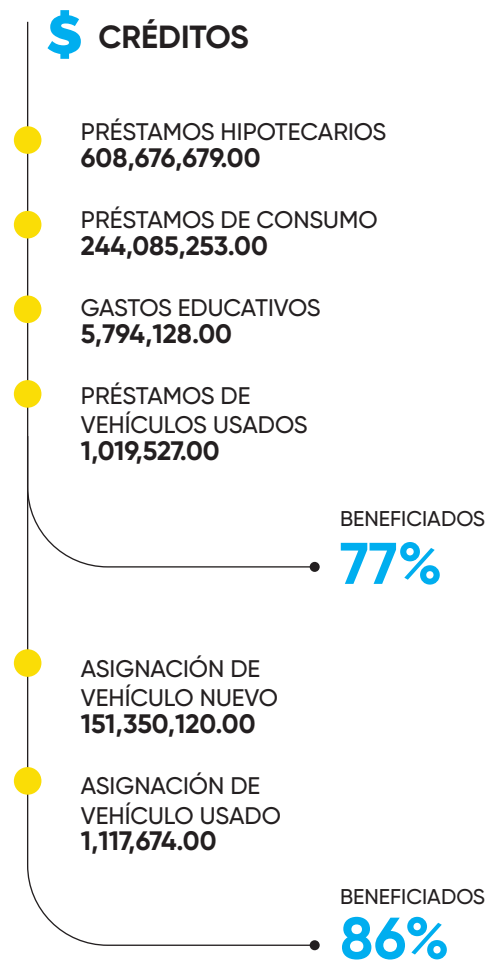 $ CRÉDITOS
PRÉSTAMOS HIPOTECARIOS
608,676,679.00
PRÉSTAMOS DE CONSUMO
244,085,253.00
GASTOS EDUCATIVOS
5,794,128.00
PRÉSTAMOS DE
VEHÍCULOS USADOS
1,019,527.00
BENEFICIADOS
77%
ASIGNACIÓN DE
VEHÍCULO NUEVO
151,350,120.00
ASIGNACIÓN DE
VEHÍCULO USADO
1,117,674.00
BENEFICIADOS
86%